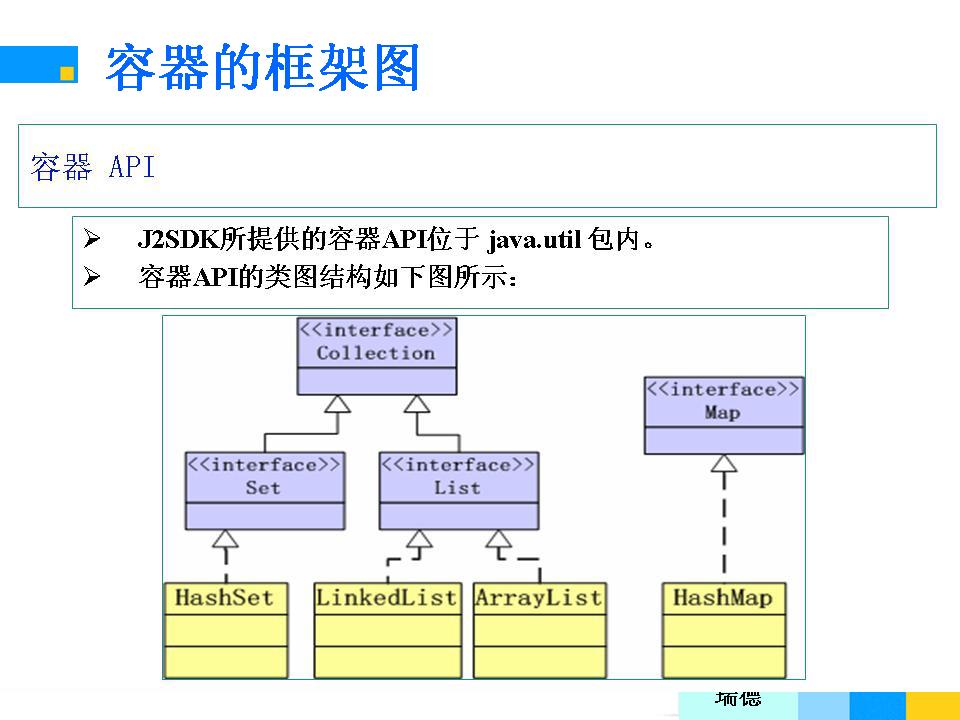 容器的框架图
容器 API
J2SDK所提供的容器API位于 java.util 包内。
容器API的类图结构如下图所示：
<<interface>>
Collection
<<interface>>
Map
<<interface>>
Set
<<interface>>
List
HashSet
LinkedList
ArrayList
HashMap
瑞德